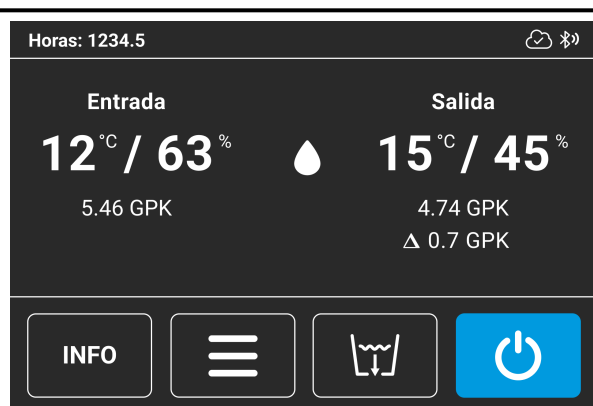 Horas: 1234.5
Entrada
12°C / 63%
5.46 GPK
Salida
15°C / 45%
4.74 GPK
Δ 0.7 GPK
INFO